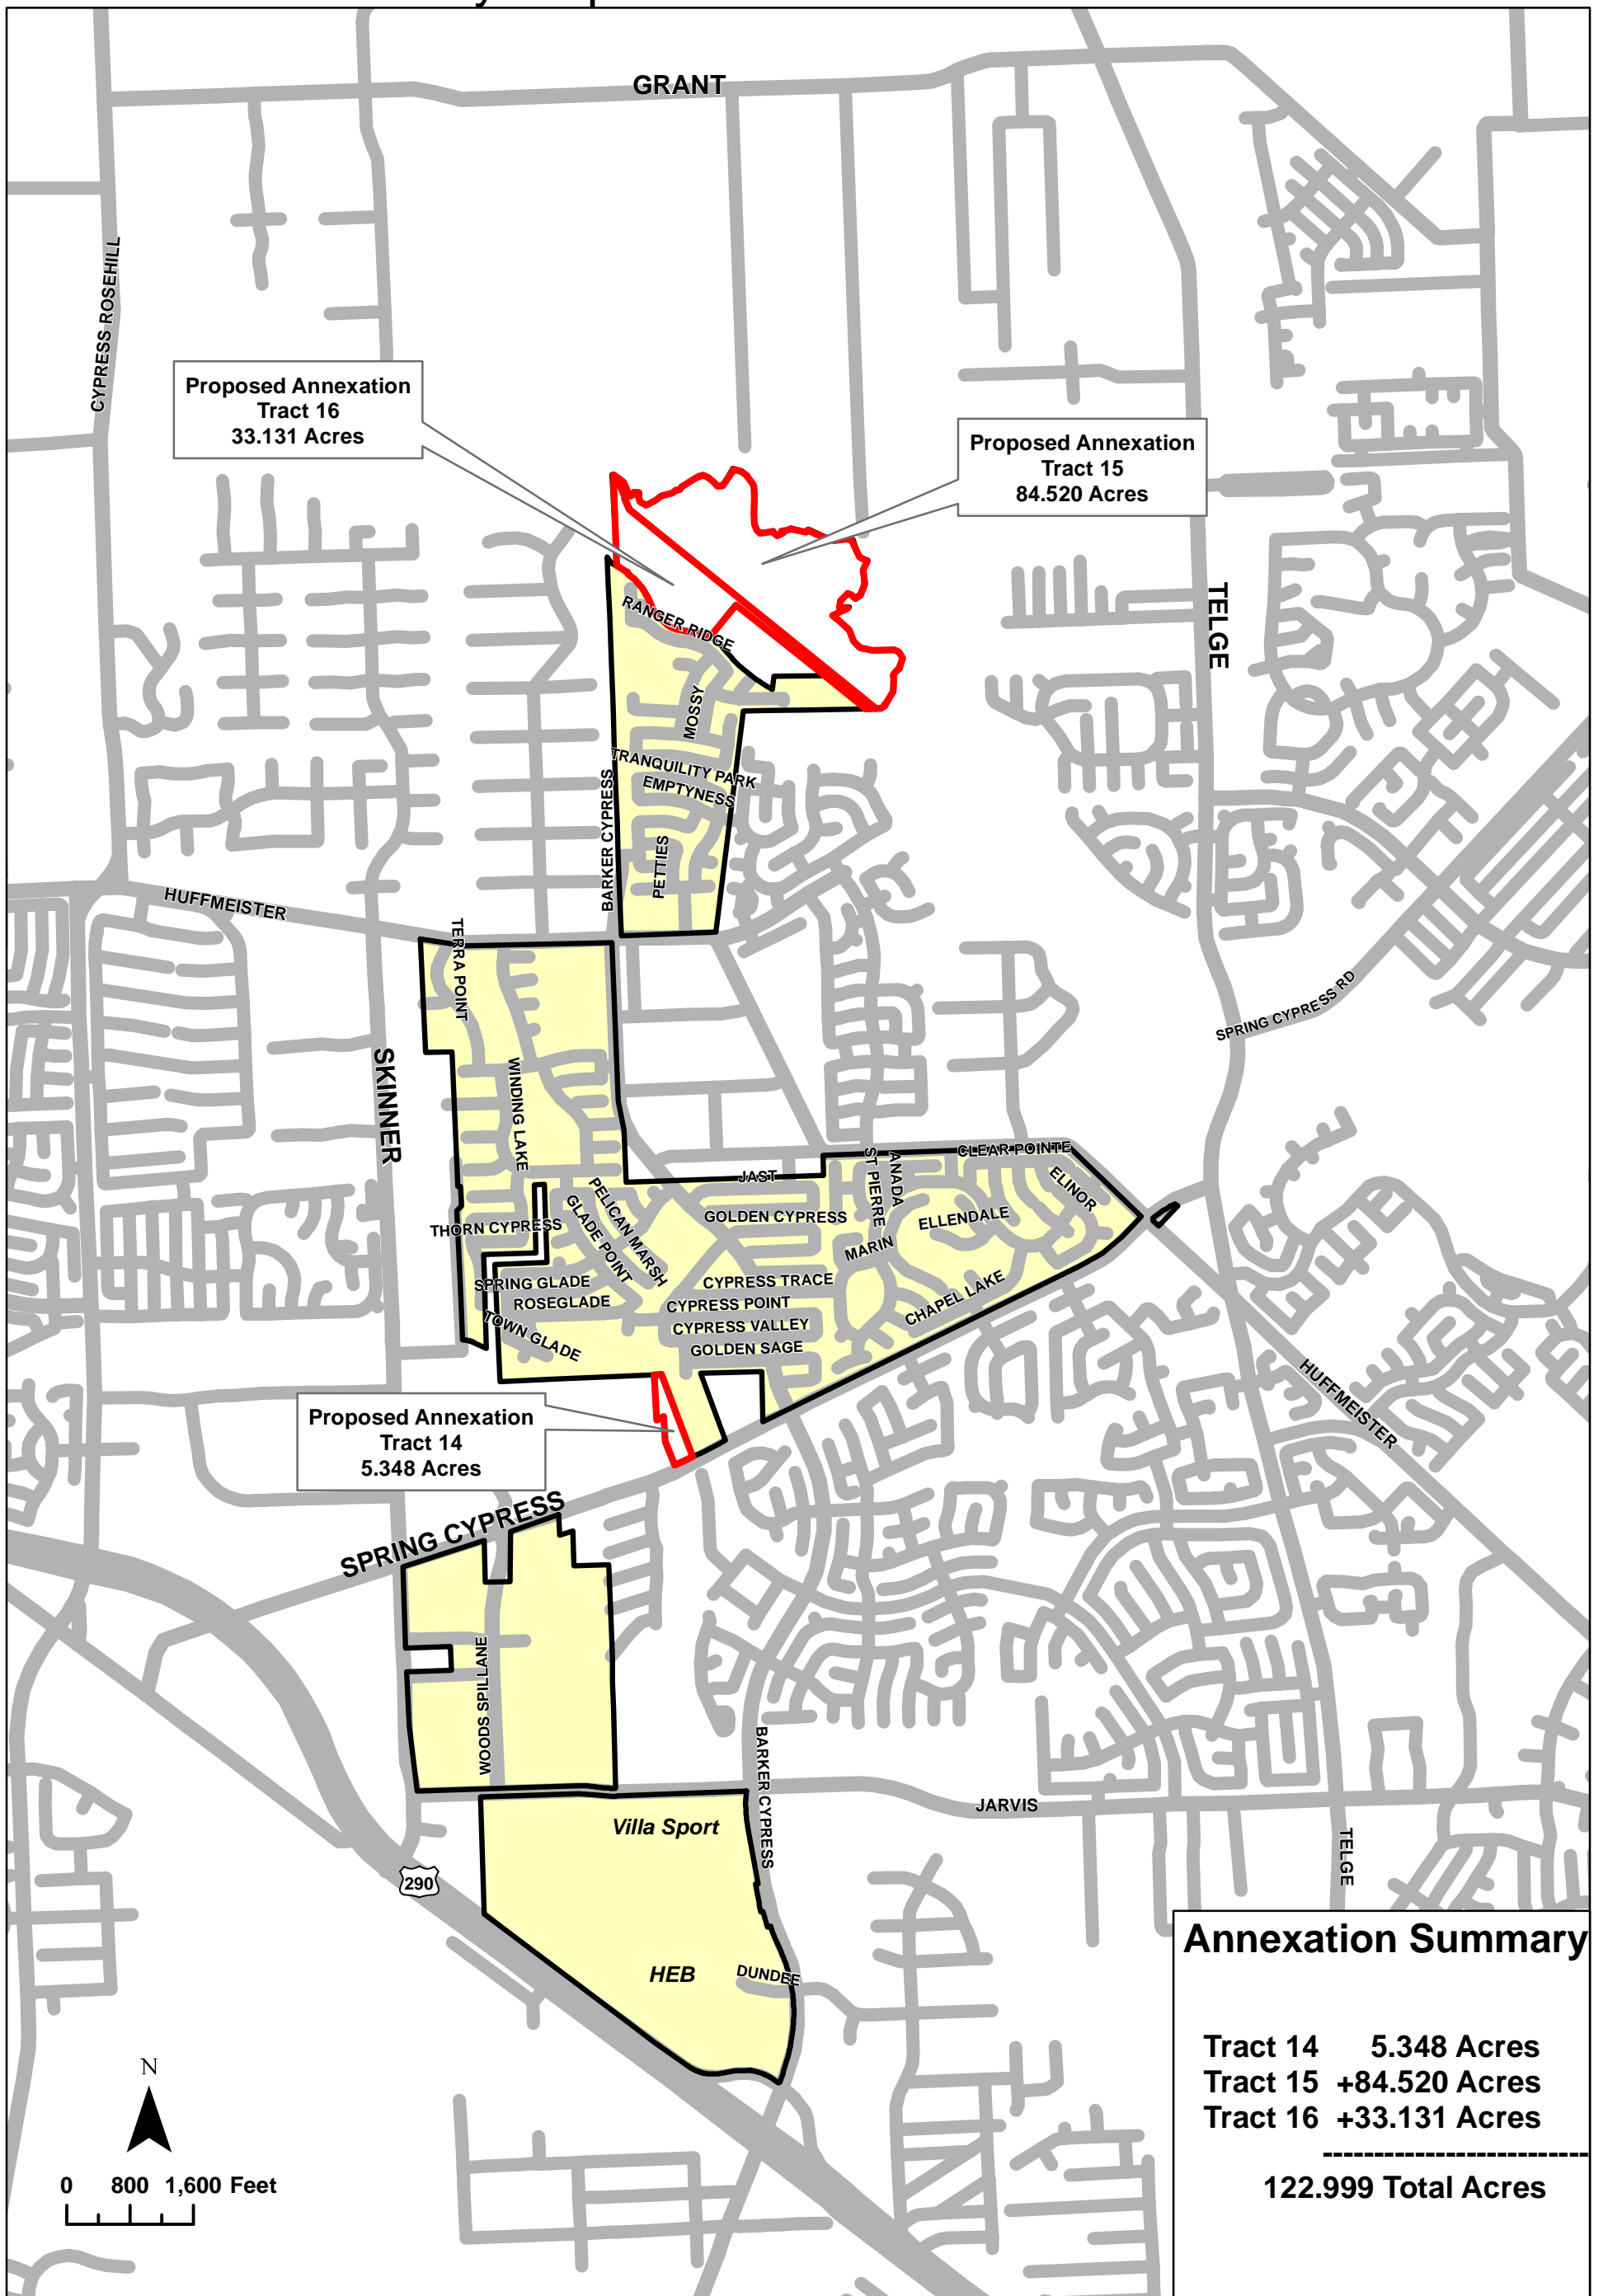 GRANT
CYPRESS ROSEHILL
Proposed Annexation
Tract 16
33.131 Acres
Proposed Annexation
Tract 15
84.520 Acres
TELGE
RANGER RIDGE
MOSSY
TRANQUILITY PARK
EMPTYNESS
BARKER CYPRESS
PETTIES
HUFFMEISTER
TERRA POINT
SPRING CYPRESS RD
SKINNER
WINDING LAKE
CLEAR POINTE
JAST
ST PIERRE
ANADA
ELINOR
PELICAN MARSH
GLADE POINT
GOLDEN CYPRESS
ELLENDALE
THORN CYPRESS
MARIN
SPRING GLADE
CYPRESS TRACE
ROSEGLADE
CYPRESS POINT
CHAPEL LAKE
TOWN GLADE
CYPRESS VALLEY
GOLDEN SAGE
HUFFMEISTER
Proposed Annexation
Tract 14
5.348 Acres
SPRING CYPRESS
WOODS SPILLANE
BARKER CYPRESS
JARVIS
Villa Sport
TELGE
290
HEB
DUNDEE
Annexation Summary
Tract 14 5.348 Acres
Tract 15 +84.520 Acres
Tract 16 +33.131 Acres
--------------------------
122.999 Total Acres
N
0 800 1,600 Feet